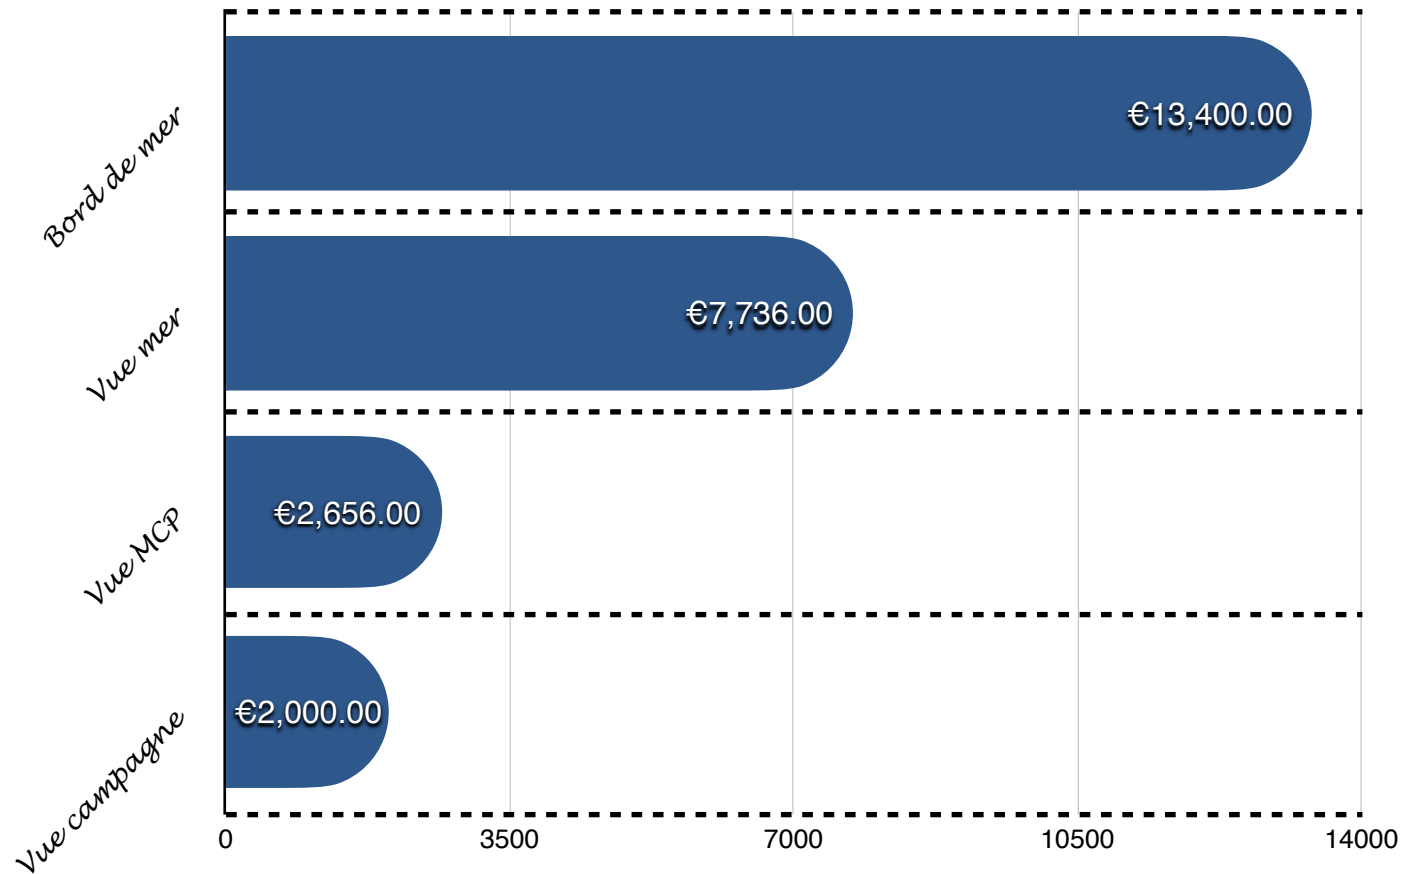 Bord de mer
€13,400.00
Vue mer
€7,736.00
Vue MCP
€2,656.00
Vue campagne
€2,000.00
0 3500 7000 10500 14000